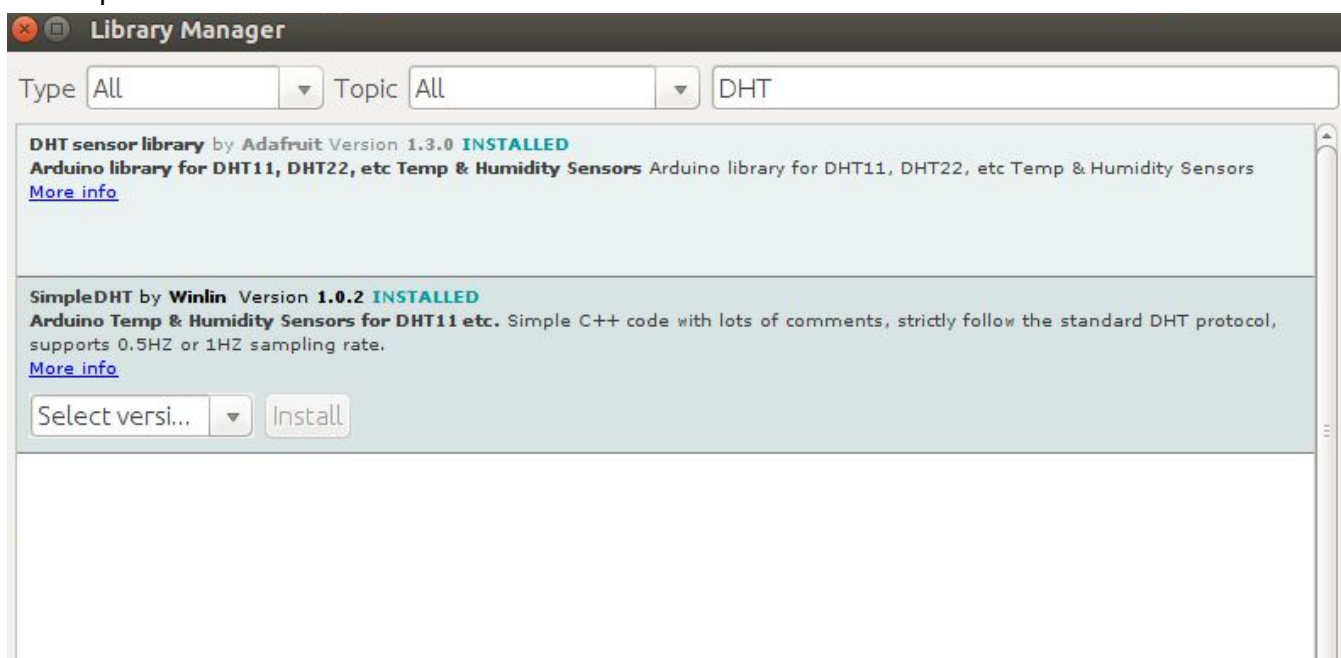 Library Manager
Type All Topic All DHT
DHT sensor library by Adafruit Version 1.3.0 INSTALLED
Arduino library for DHT11, DHT22, etc Temp & Humidity Sensors Arduino library for DHT11, DHT22, etc Temp & Humidity Sensors
More info
SimpleDHT by Winlin Version 1.0.2 INSTALLED
Arduino Temp & Humidity Sensors for DHT11 etc. Simple C++ code with lots of comments, strictly follow the standard DHT protocol,
supports 0.5HZ or 1HZ sampling rate.
More info
Select versi... Install